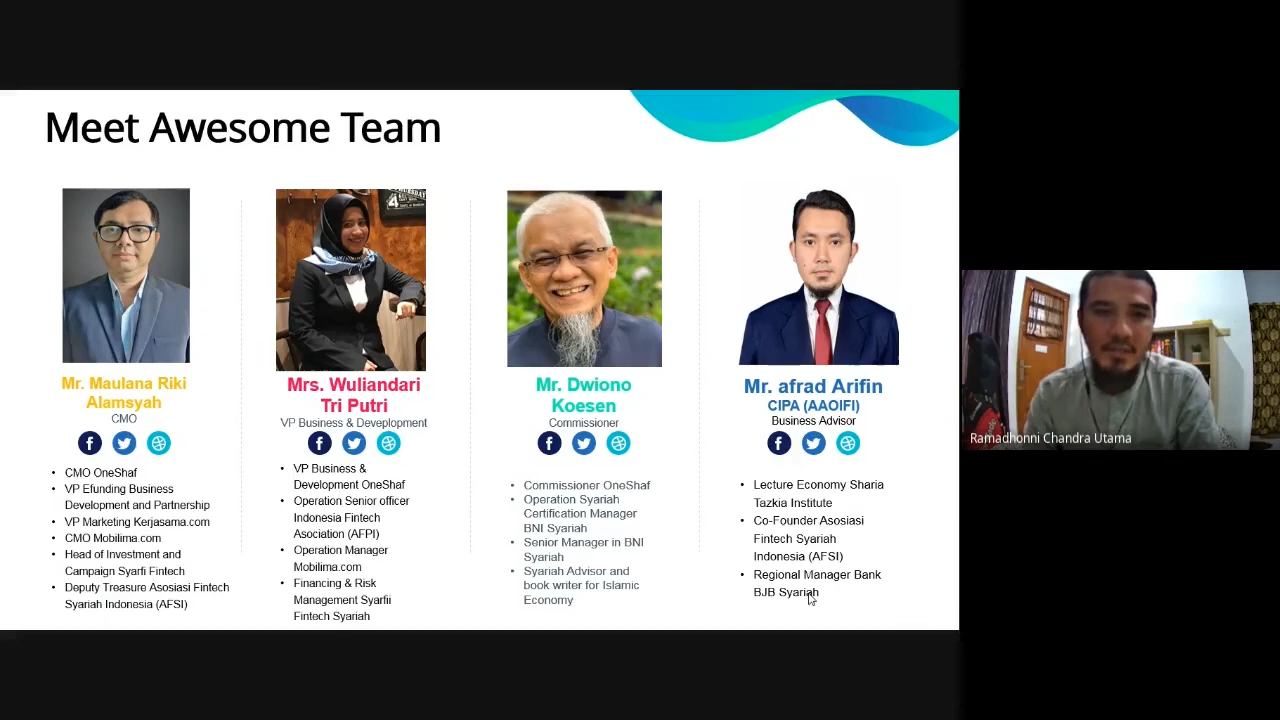 Meet Awesome Team
Mr. Maulana Riki
Alamsyah
CMO
• CMO OneShaf
• VP Efunding Business
Development and Partnership
• VP Marketing Kerjasama.com
• CMO Mobilima.com
• Head of Investment and
Campaign Syarfi Fintech
• Deputy Treasure Asosiasi Fintech
Syariah Indonesia (AFSI)
Mrs. Wuliandari
Tri Putri
VP Business & Deveplopment
• VP Business &
Development OneShaf
• Operation Senior officer
Indonesia Fintech
Asociation (AFPI)
• Operation Manager
Mobilima.com
• Financing & Risk
Management Syarfii
Fintech Syariah
Mr. Dwiono
Koesen
Commissioner
• Commissioner OneShaf
• Operation Syariah
Certification Manager
BNI Syariah
• Senior Manager in BNI
Syariah
• Syariah Advisor and
book writer for Islamic
Economy
Mr. afrad Arifin
CIPA (AAOIFI)
Business Advisor
• Lecture Economy Sharia
Tazkia Institute
• Co-Founder Asosiasi
Fintech Syariah
Indonesia (AFSI)
• Regional Manager Bank
BJB Syariah
Ramadhonni Chandra Utama